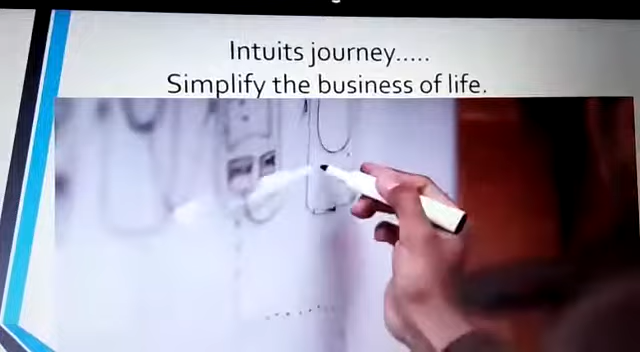 Intuits journey.....
Simplify the business of life.